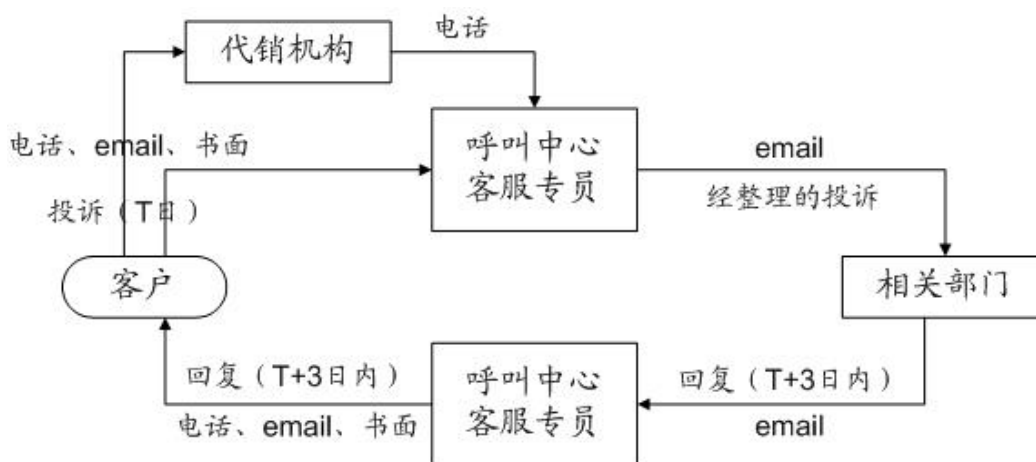 代销机构
电话
电话、email、书面
投诉（T日）
呼叫中心
客服专员
email
经整理的投诉
客户
相关部门
回复（T+3日内）
电话、email、书面
呼叫中心
客服专员
回复（T+3日内）
email